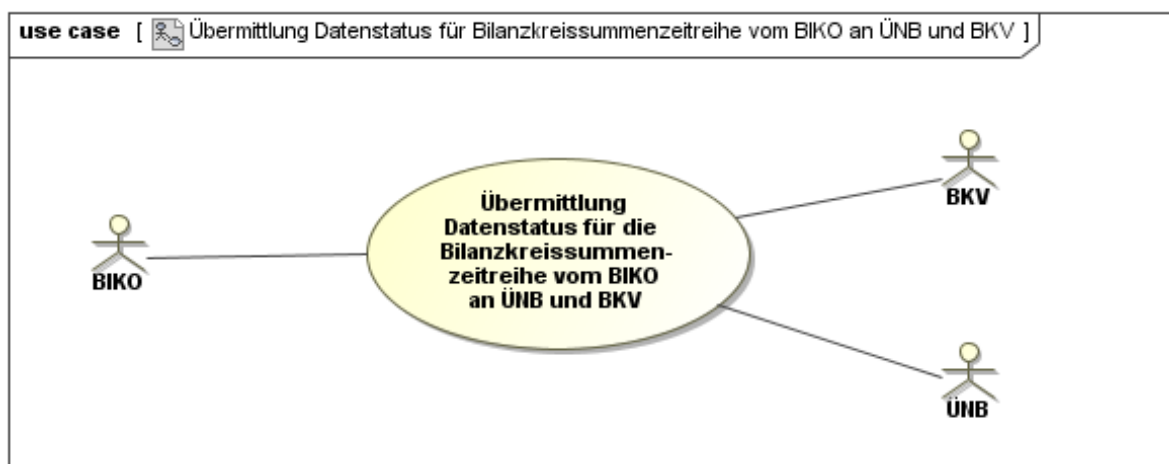 use case [ Übermittlung Datenstatus für Bilanzkreissummenzeitreihe vom BIKO an ÜNB und BKV ]
BKV
Übermittlung
Datenstatus für die
Bilanzkreissummen-
zeitreihe vom BIKO
an ÜNB und BKV
BIKO
ÜNB